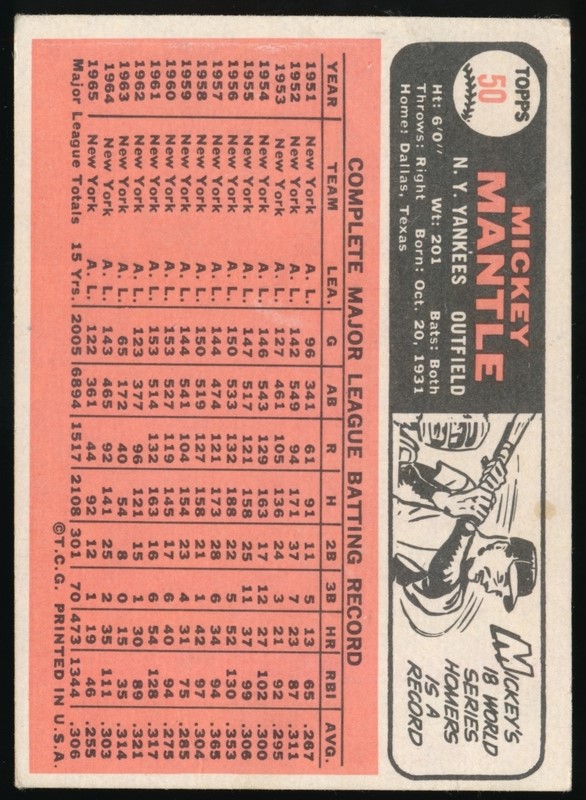 TOPPS
50
MICKEY
MANTLE
N. Y. YANKEES OUTFIELD
Ht: 6'0" Wt: 201 Bats: Both
Throws: Right Born: Oct. 20, 1931
Home: Dallas, Texas
MICKEY'S
18 WORLD
SERIES
HOMERS
IS A
RECORD
COMPLETE MAJOR LEAGUE BATTING RECORD
YEAR TEAM LEA. G AB R H 2B 3B HR RBI AVG.
1951 New York A. L. 96 341 61 91 11 5 13 65 .267
1952 New York A. L. 142 549 94 171 37 7 23 87 .311
1953 New York A. L. 127 461 105 136 24 3 21 92 .295
1954 New York A. L. 146 543 129 163 17 12 27 102 .300
1955 New York A. L. 147 517 121 158 25 11 37 99 .306
1956 New York A. L. 150 533 132 188 22 5 52 130 .353
1957 New York A. L. 144 474 121 173 28 6 34 94 .365
1958 New York A. L. 150 519 127 158 21 1 42 97 .304
1959 New York A. L. 144 541 104 154 23 4 31 75 .285
1960 New York A. L. 153 527 119 145 17 6 40 94 .275
1961 New York A. L. 153 514 132 163 16 6 54 128 .317
1962 New York A. L. 123 377 96 121 15 1 30 89 .321
1963 New York A. L. 65 172 40 54 8 0 15 35 .314
1964 New York A. L. 143 465 92 141 25 2 35 111 .303
1965 New York A. L. 122 361 44 92 12 1 19 46 .255
Major League Totals 15 Yrs. 2005 6894 1517 2108 301 70 473 1344 .306
©T.C.G. PRINTED IN U.S.A.